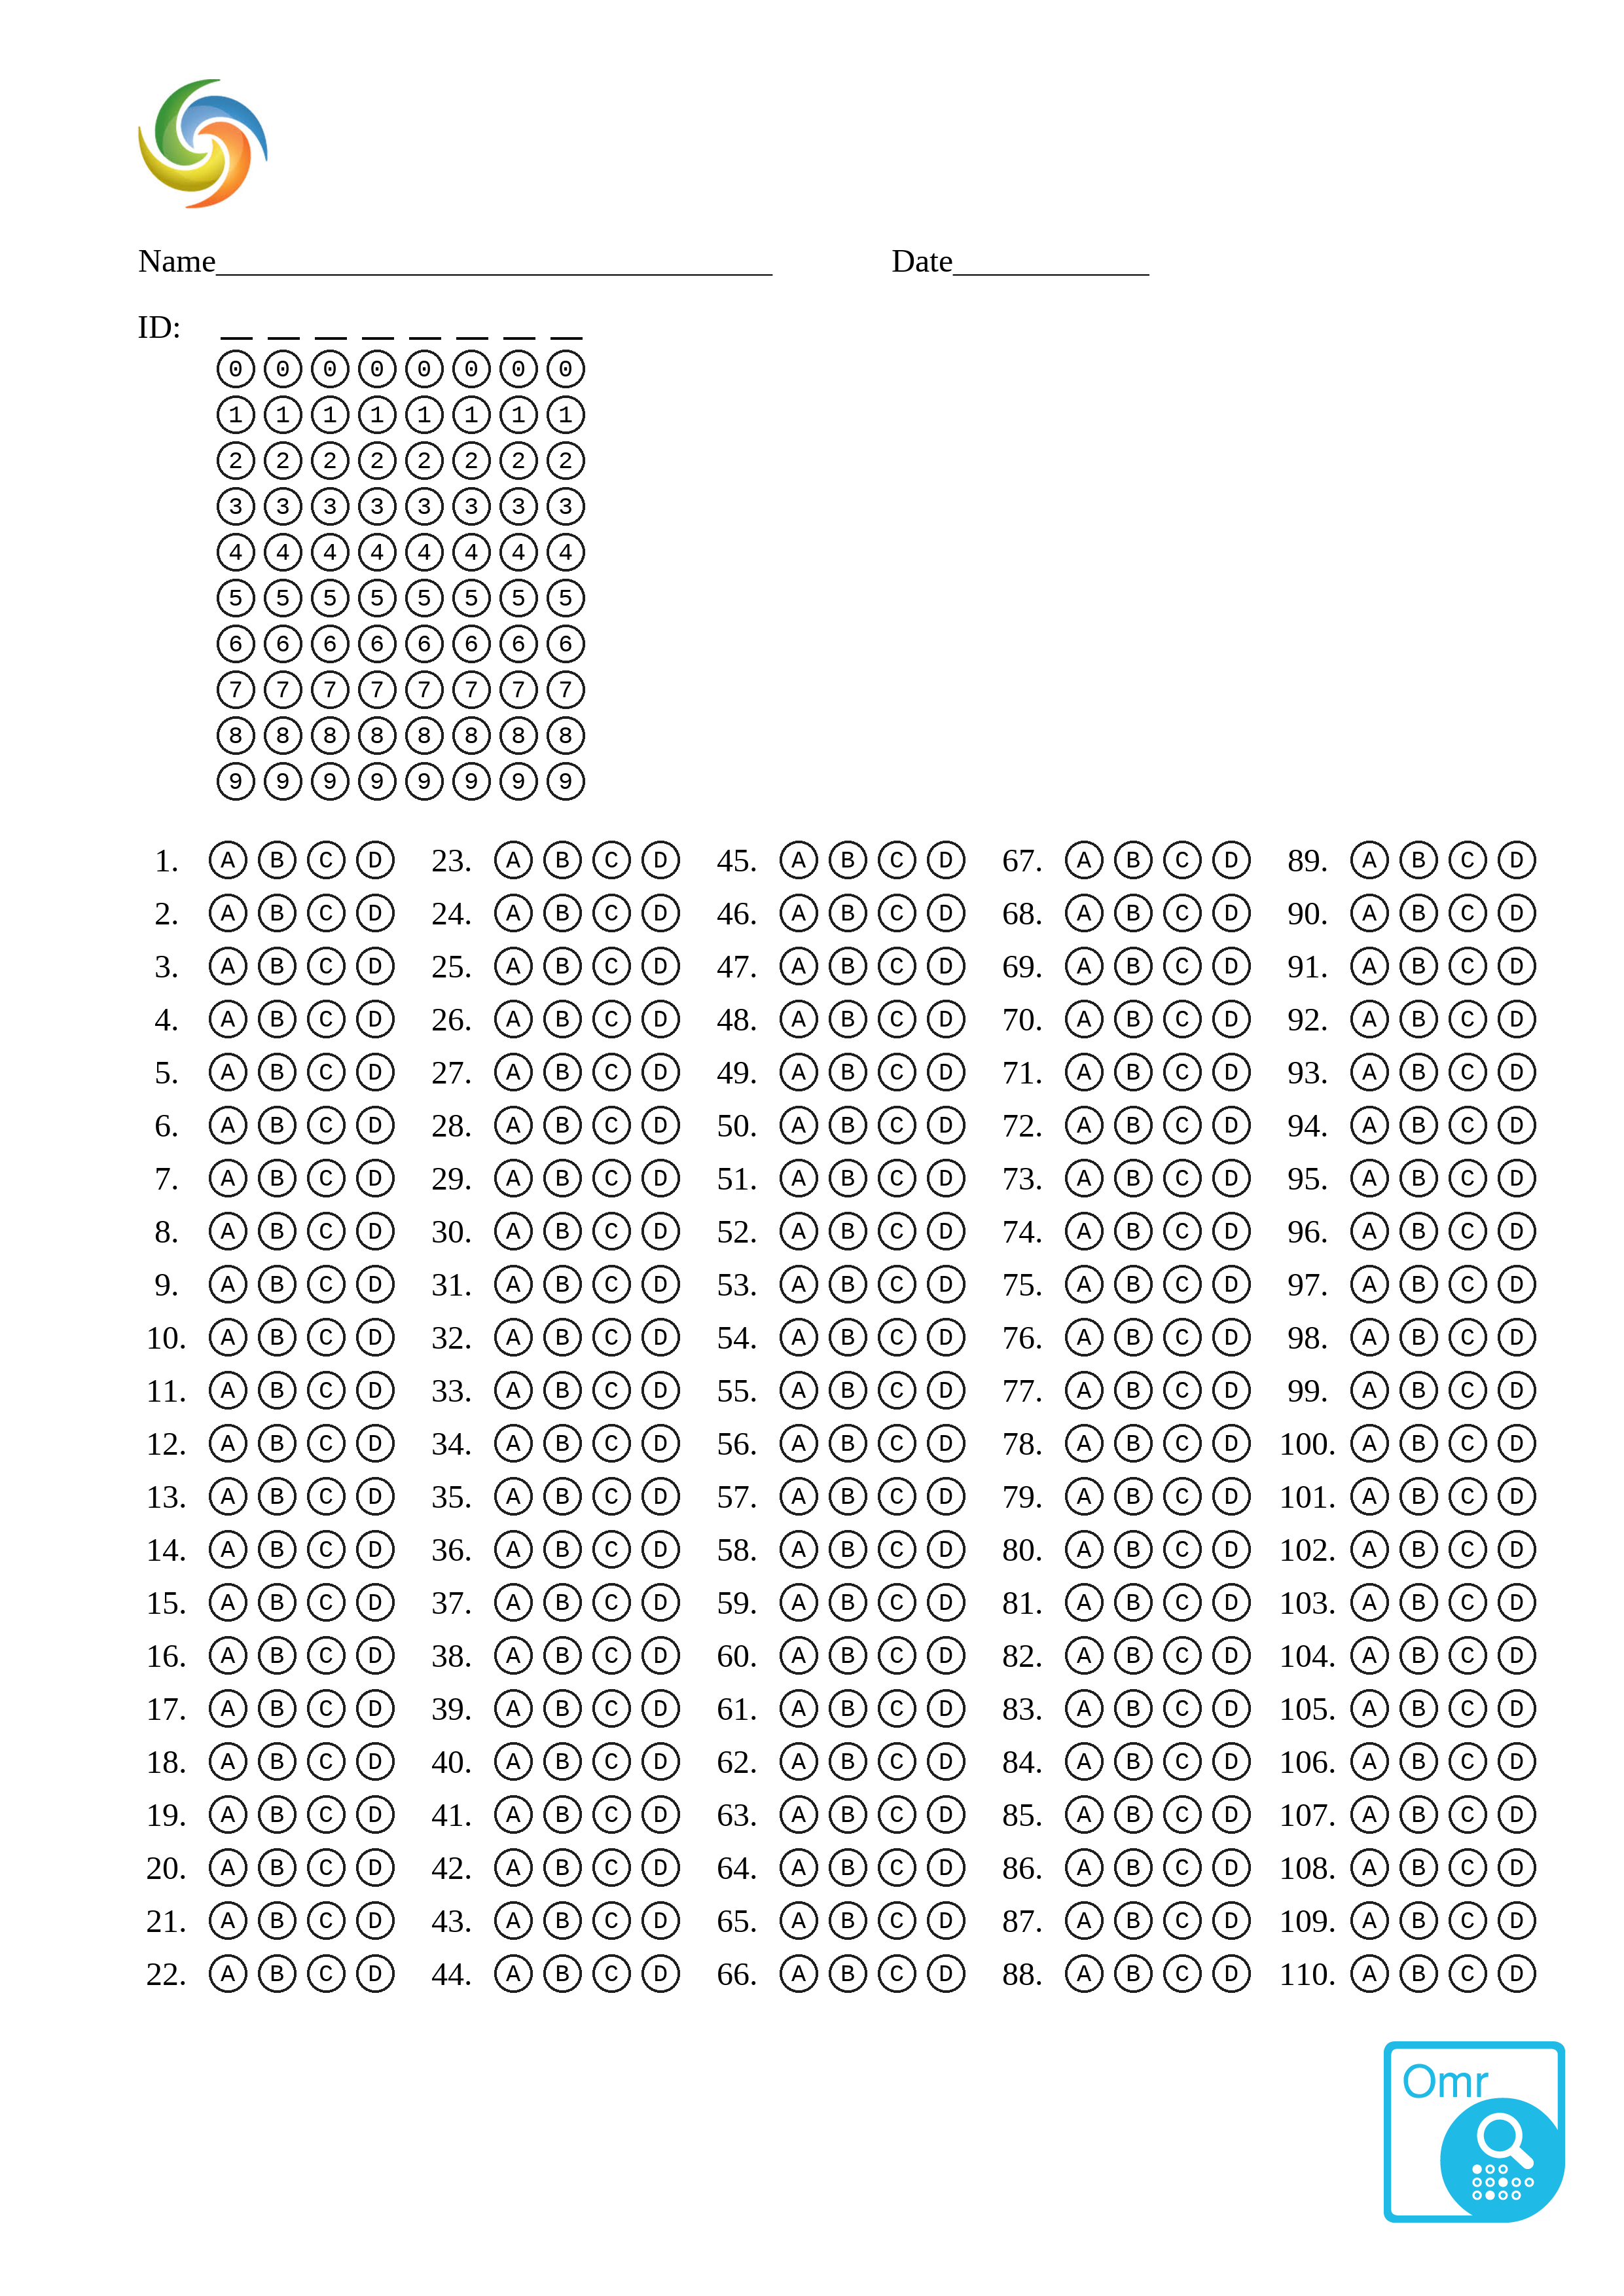 Name__________________________________ Date____________
ID: __ __ __ __ __ __ __ __
0 0 0 0 0 0 0 0
1 1 1 1 1 1 1 1
2 2 2 2 2 2 2 2
3 3 3 3 3 3 3 3
4 4 4 4 4 4 4 4
5 5 5 5 5 5 5 5
6 6 6 6 6 6 6 6
7 7 7 7 7 7 7 7
8 8 8 8 8 8 8 8
9 9 9 9 9 9 9 9
1. A B C D 23. A B C D 45. A B C D 67. A B C D 89. A B C D
2. A B C D 24. A B C D 46. A B C D 68. A B C D 90. A B C D
3. A B C D 25. A B C D 47. A B C D 69. A B C D 91. A B C D
4. A B C D 26. A B C D 48. A B C D 70. A B C D 92. A B C D
5. A B C D 27. A B C D 49. A B C D 71. A B C D 93. A B C D
6. A B C D 28. A B C D 50. A B C D 72. A B C D 94. A B C D
7. A B C D 29. A B C D 51. A B C D 73. A B C D 95. A B C D
8. A B C D 30. A B C D 52. A B C D 74. A B C D 96. A B C D
9. A B C D 31. A B C D 53. A B C D 75. A B C D 97. A B C D
10. A B C D 32. A B C D 54. A B C D 76. A B C D 98. A B C D
11. A B C D 33. A B C D 55. A B C D 77. A B C D 99. A B C D
12. A B C D 34. A B C D 56. A B C D 78. A B C D 100. A B C D
13. A B C D 35. A B C D 57. A B C D 79. A B C D 101. A B C D
14. A B C D 36. A B C D 58. A B C D 80. A B C D 102. A B C D
15. A B C D 37. A B C D 59. A B C D 81. A B C D 103. A B C D
16. A B C D 38. A B C D 60. A B C D 82. A B C D 104. A B C D
17. A B C D 39. A B C D 61. A B C D 83. A B C D 105. A B C D
18. A B C D 40. A B C D 62. A B C D 84. A B C D 106. A B C D
19. A B C D 41. A B C D 63. A B C D 85. A B C D 107. A B C D
20. A B C D 42. A B C D 64. A B C D 86. A B C D 108. A B C D
21. A B C D 43. A B C D 65. A B C D 87. A B C D 109. A B C D
22. A B C D 44. A B C D 66. A B C D 88. A B C D 110. A B C D
Omr